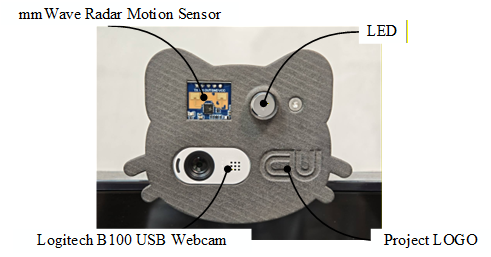 mmWave Radar Motion Sensor
LED
Logitech B100 USB Webcam
Project LOGO